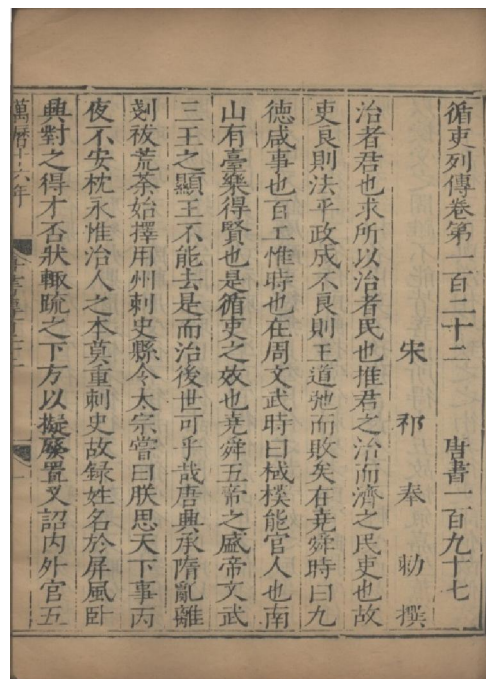 循吏列傳卷第一百二十二　唐書一百九十七
宋祁奉敕撰
治者君也求所以治者民也推君之治而濟之民吏也故
吏良則法平政成不良則王道弛而敗矣在堯舜時曰九
德咸事也百工惟時也在周文武時曰棫樸能官人也南
山有臺樂得賢也是循吏之效也堯舜五帝之盛帝文武
三王之顯王不能去是而治後世可乎哉唐興承隋亂離
剗祓荒荼始擇用州刺史縣令太宗嘗曰朕思天下事丙
夜不安枕永惟治人之本莫重刺史故録姓名於屏風臥
興對之得才否狀輒疏之下方以擬廢置又詔內外官五
萬曆十六年